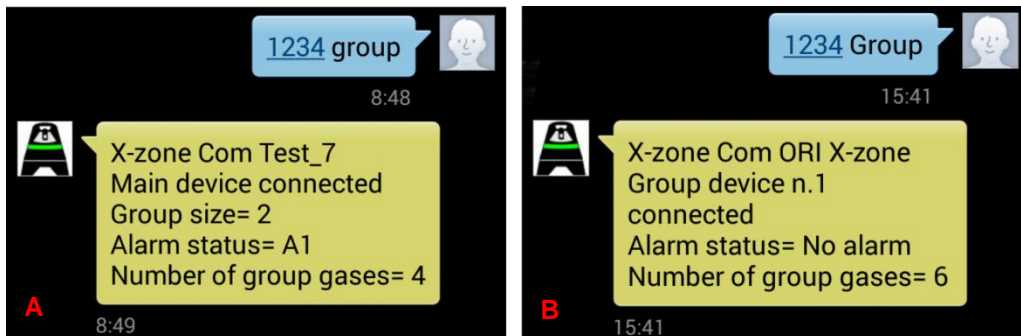 1234 group
8:48
X-zone Com Test_7
Main device connected
Group size= 2
Alarm status= A1
Number of group gases= 4
A
8:49
1234 Group
15:41
X-zone Com ORI X-zone
Group device n.1
connected
Alarm status= No alarm
Number of group gases= 6
B
15:41